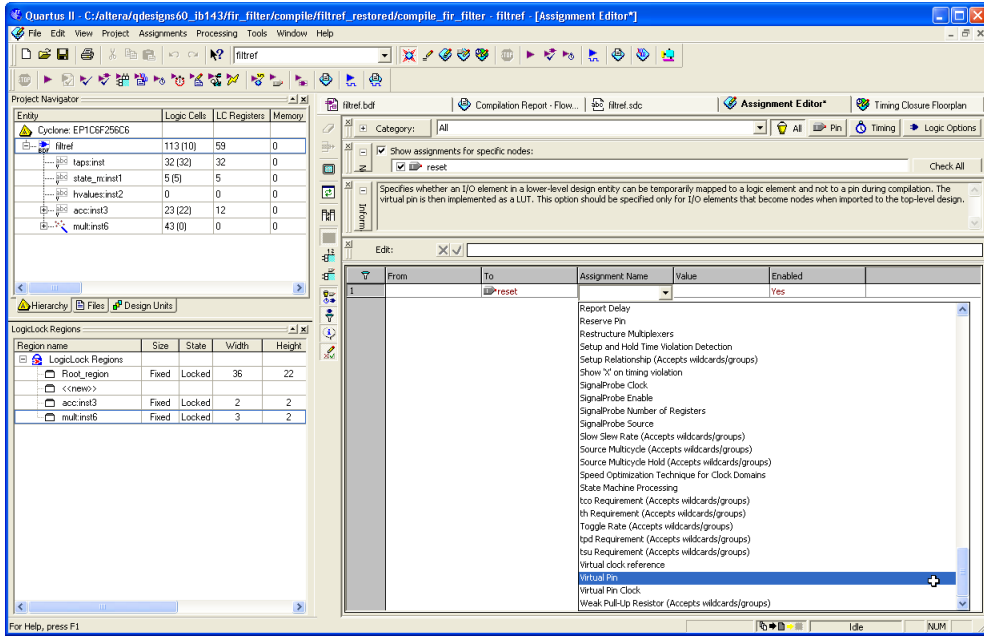 Quartus II - C:/altera/qdesigns60_ib143/fir_filter/compile/filtref_restored/compile_fir_filter - filtref - [Assignment Editor*]
File Edit View Project Assignments Processing Tools Window Help
filtref
Project Navigator
Entity Logic Cells LC Registers Memory
Cyclone: EP1C6F256C6
filtref 113 (10) 59 0
taps:inst 32 (32) 32 0
state_m:inst1 5 (5) 5 0
hvalues:inst2 0 0 0
acc:inst3 23 (22) 12 0
mult:inst6 43 (0) 0 0
Hierarchy Files Design Units
LogicLock Regions
Region name Size State Width Height
LogicLock Regions
Root_region Fixed Locked 36 22
<<new>>
acc:inst3 Fixed Locked 2 2
mult:inst6 Fixed Locked 3 2
filtref.bdf Compilation Report - Flow... filtref.sdc Assignment Editor* Timing Closure Floorplan
Category: All All Pin Timing Logic Options
Show assignments for specific nodes:
reset Check All
Inform
Specifies whether an I/O element in a lower-level design entity can be temporarily mapped to a logic element and not to a pin during compilation. The
virtual pin is then implemented as a LUT. This option should be specified only for I/O elements that become nodes when imported to the top-level design.
Edit:
From To Assignment Name Value Enabled
1 reset Yes
Report Delay
Reserve Pin
Restructure Multiplexers
Setup and Hold Time Violation Detection
Setup Relationship (Accepts wildcards/groups)
Show 'X' on timing violation
SignalProbe Clock
SignalProbe Enable
SignalProbe Number of Registers
SignalProbe Source
Slow Slew Rate (Accepts wildcards/groups)
Source Multicycle (Accepts wildcards/groups)
Source Multicycle Hold (Accepts wildcards/groups)
Speed Optimization Technique for Clock Domains
State Machine Processing
tco Requirement (Accepts wildcards/groups)
th Requirement (Accepts wildcards/groups)
Toggle Rate (Accepts wildcards/groups)
tpd Requirement (Accepts wildcards/groups)
tsu Requirement (Accepts wildcards/groups)
Virtual clock reference
Virtual Pin
Virtual Pin Clock
Weak Pull-Up Resistor (Accepts wildcards/groups)
For Help, press F1 Idle NUM